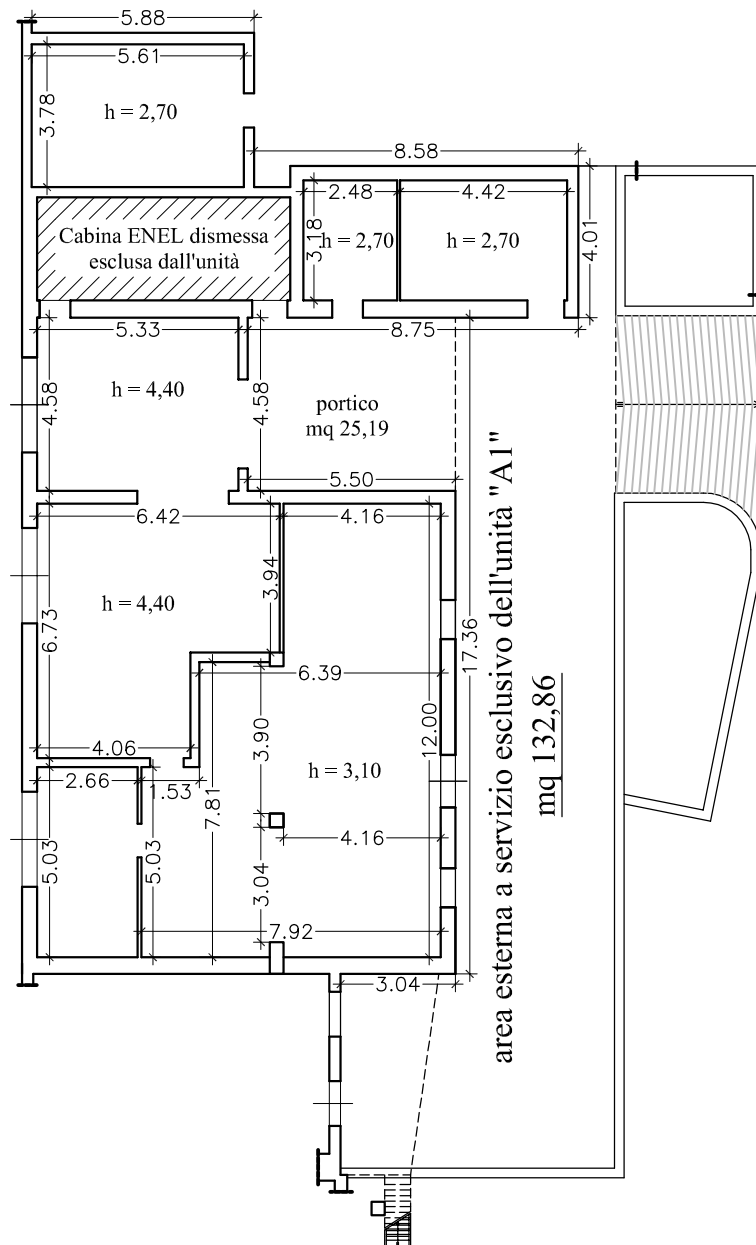 5.88
5.61
3.78
h = 2,70
8.58
2.48
4.42
3.18
h = 2,70
h = 2,70
4.01
Cabina ENEL dismessa
esclusa dall'unità
5.33
8.75
4.58
h = 4,40
4.58
portico
mq 25,19
5.50
6.42
4.16
3.94
h = 4,40
6.73
17.36
6.39
12.00
area esterna a servizio esclusivo dell'unità "A1"
mq 132,86
4.06
3.90
h = 3,10
2.66
1.53
7.81
4.16
5.03
5.03
3.04
7.92
3.04